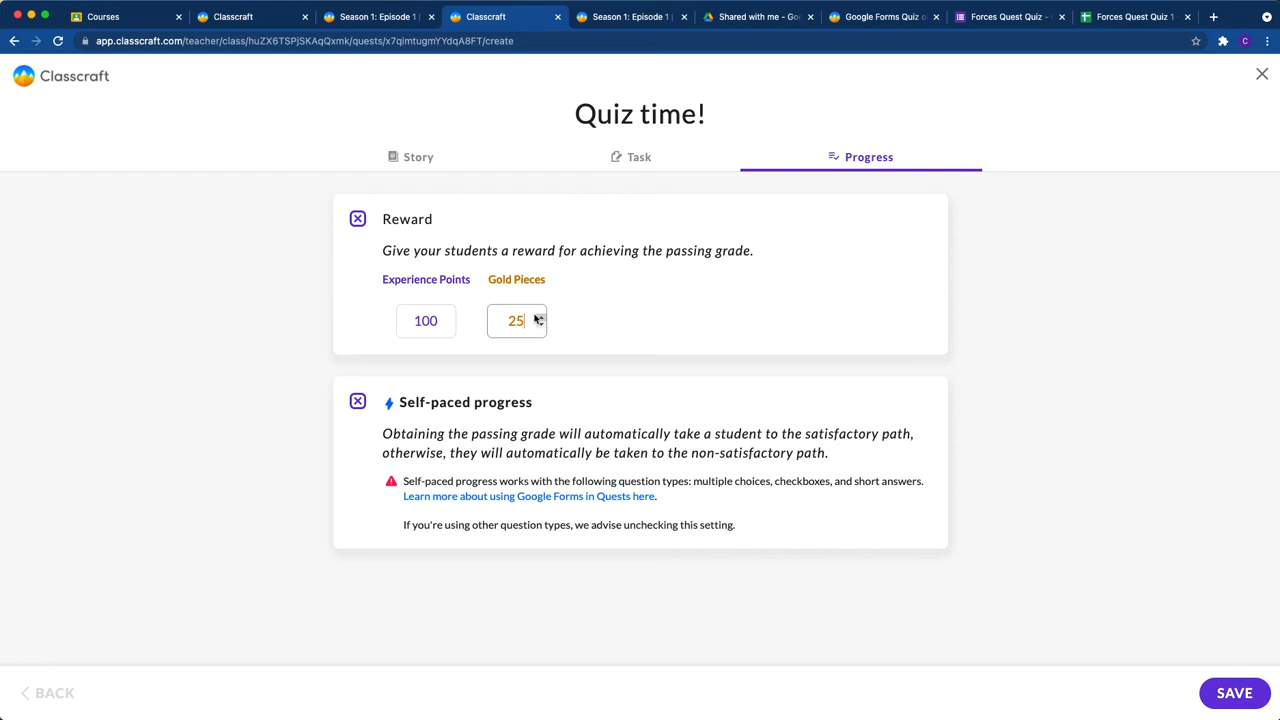 Courses
Classcraft
Season 1: Episode 1
Classcraft
Season 1: Episode 1
Shared with me - Goo
Google Forms Quiz o
Forces Quest Quiz -
Forces Quest Quiz 1
app.classcraft.com/teacher/class/huZX6TSPjSKAqQxmk/quests/x7qimtugmYYdqA8FT/create
C
Classcraft
Quiz time!
Story
Task
Progress
Reward
Give your students a reward for achieving the passing grade.
Experience Points
Gold Pieces
100
25
Self-paced progress
Obtaining the passing grade will automatically take a student to the satisfactory path,
otherwise, they will automatically be taken to the non-satisfactory path.
Self-paced progress works with the following question types: multiple choices, checkboxes, and short answers.
Learn more about using Google Forms in Quests here.
If you're using other question types, we advise unchecking this setting.
BACK
SAVE